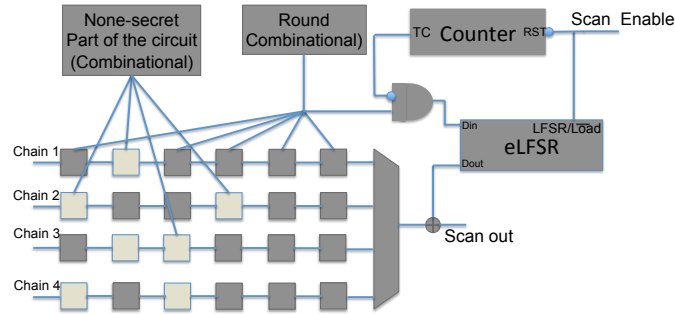 None-secret
Part of the circuit
(Combinational)
Round
Combinational)
TC Counter RST
Scan Enable
Din
LFSR/Load
eLFSR
Dout
Chain 1
Chain 2
Chain 3
Chain 4
Scan out